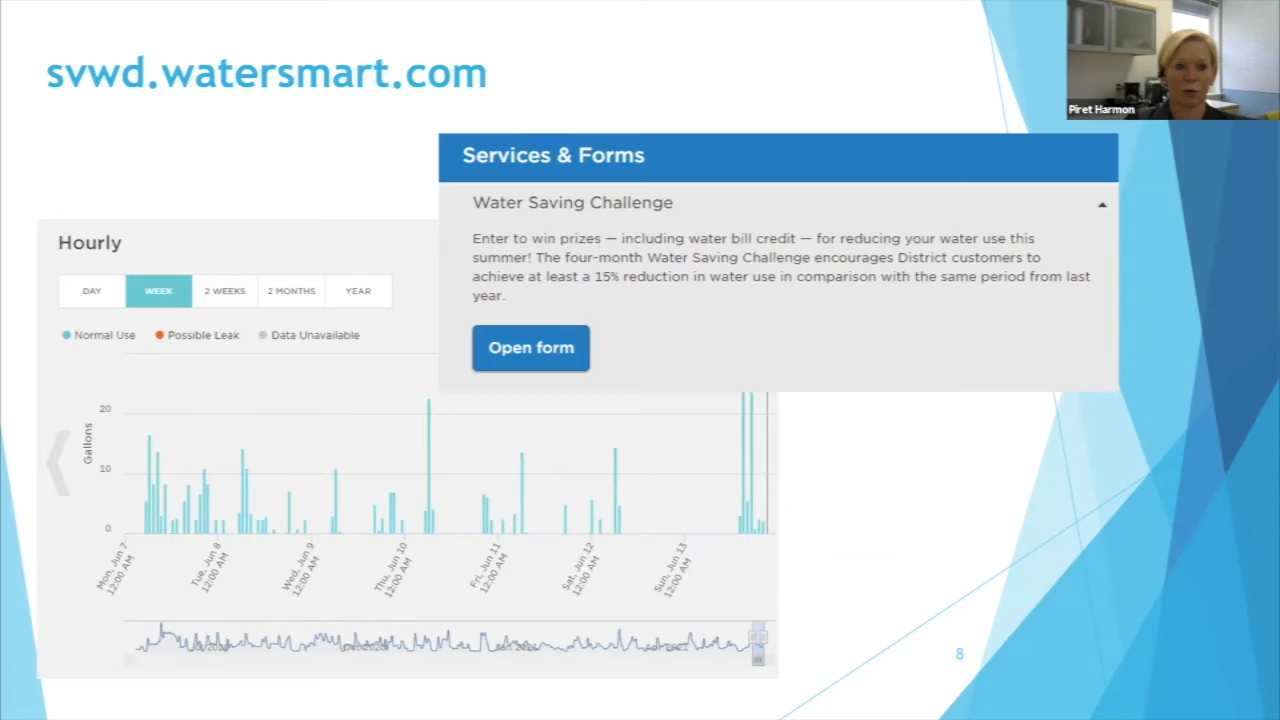 svwd.watersmart.com
Piret Harmon
Services & Forms
Water Saving Challenge
Enter to win prizes — including water bill credit — for reducing your water use this
summer! The four-month Water Saving Challenge encourages District customers to
achieve at least a 15% reduction in water use in comparison with the same period from last
year.
Open form
Hourly
DAY WEEK 2 WEEKS 2 MONTHS YEAR
Normal Use Possible Leak Data Unavailable
Gallons
20
10
0
Mon, Jun 7
12:00 AM
Tue, Jun 8
12:00 AM
Wed, Jun 9
12:00 AM
Thu, Jun 10
12:00 AM
Fri, Jun 11
12:00 AM
Sat, Jun 12
12:00 AM
Sun, Jun 13
12:00 AM
8